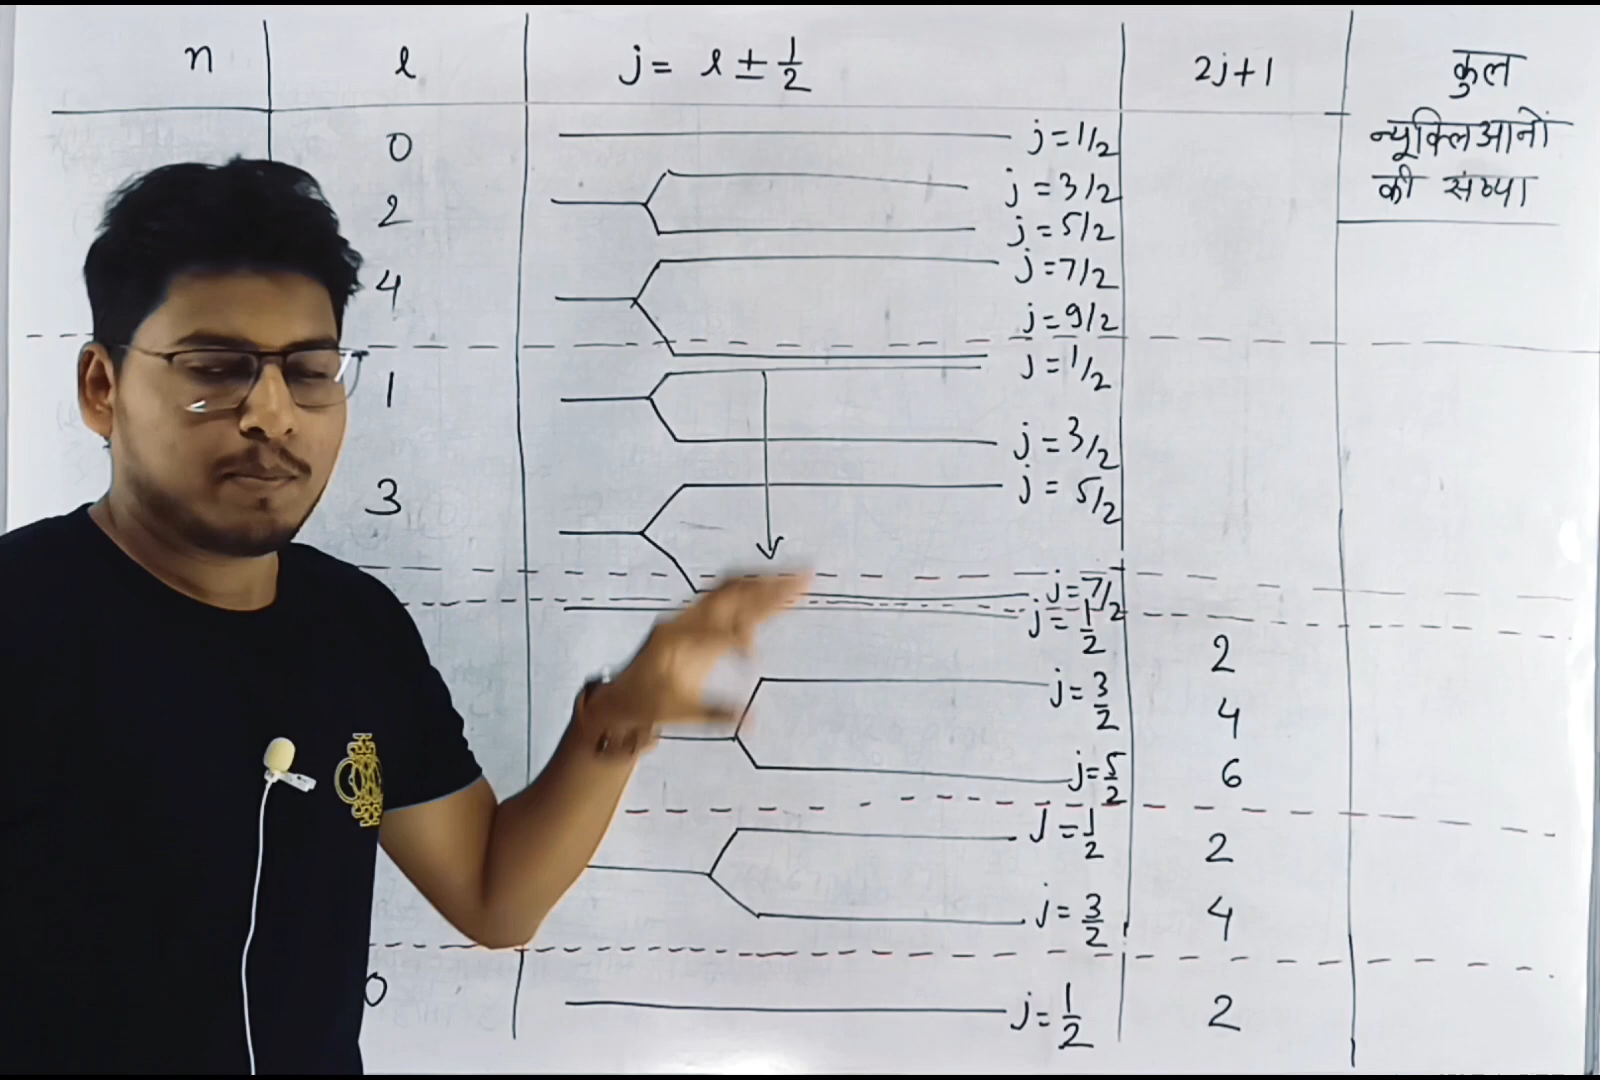 n l j = l ± 1/2 2j+1 कुल
न्यूक्लिआनों
की संख्या
0 j = 1/2
j = 3/2
2 j = 5/2
j = 7/2
4 j = 9/2
j = 1/2
1
j = 3/2
3 j = 5/2
j = 7/2
j = 1/2 2
j = 3/2 4
j = 5/2 6
j = 1/2 2
j = 3/2 4
0 j = 1/2 2